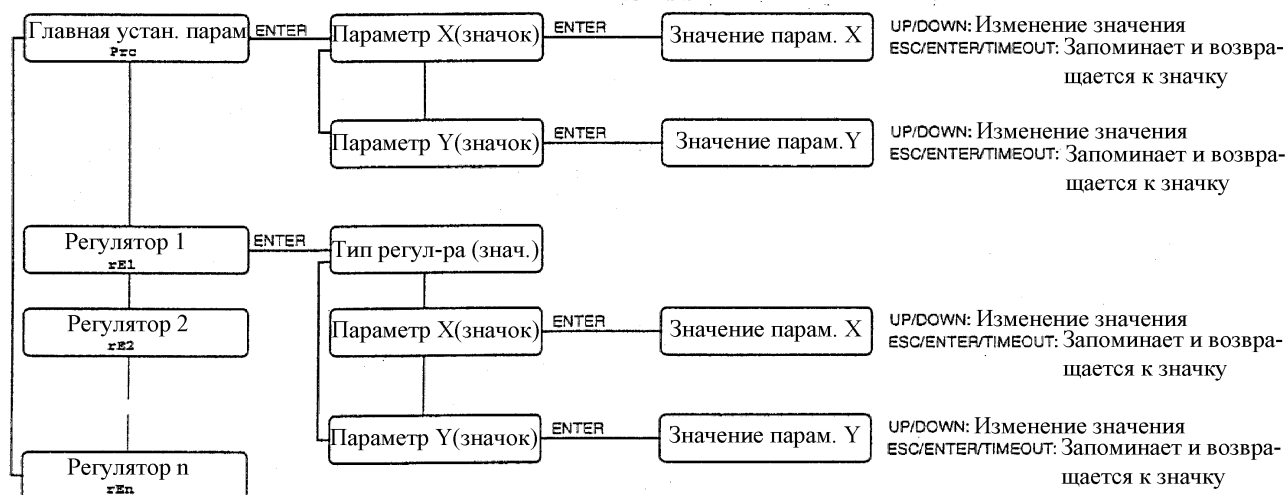 Главная устан. парам ENTER Параметр X(значок) ENTER Значение парам. X UP/DOWN: Изменение значения
Prc ESC/ENTER/TIMEOUT: Запоминает и возвра-
щается к значку
Параметр Y(значок) ENTER Значение парам.Y UP/DOWN: Изменение значения
ESC/ENTER/TIMEOUT: Запоминает и возвра-
щается к значку
Регулятор 1 ENTER Тип регул-ра (знач.)
rE1
Регулятор 2 Параметр X(значок) ENTER Значение парам. X UP/DOWN: Изменение значения
rE2 ESC/ENTER/TIMEOUT: Запоминает и возвра-
щается к значку
Параметр Y(значок) ENTER Значение парам. Y UP/DOWN: Изменение значения
ESC/ENTER/TIMEOUT: Запоминает и возвра-
Регулятор n щается к значку
rEn